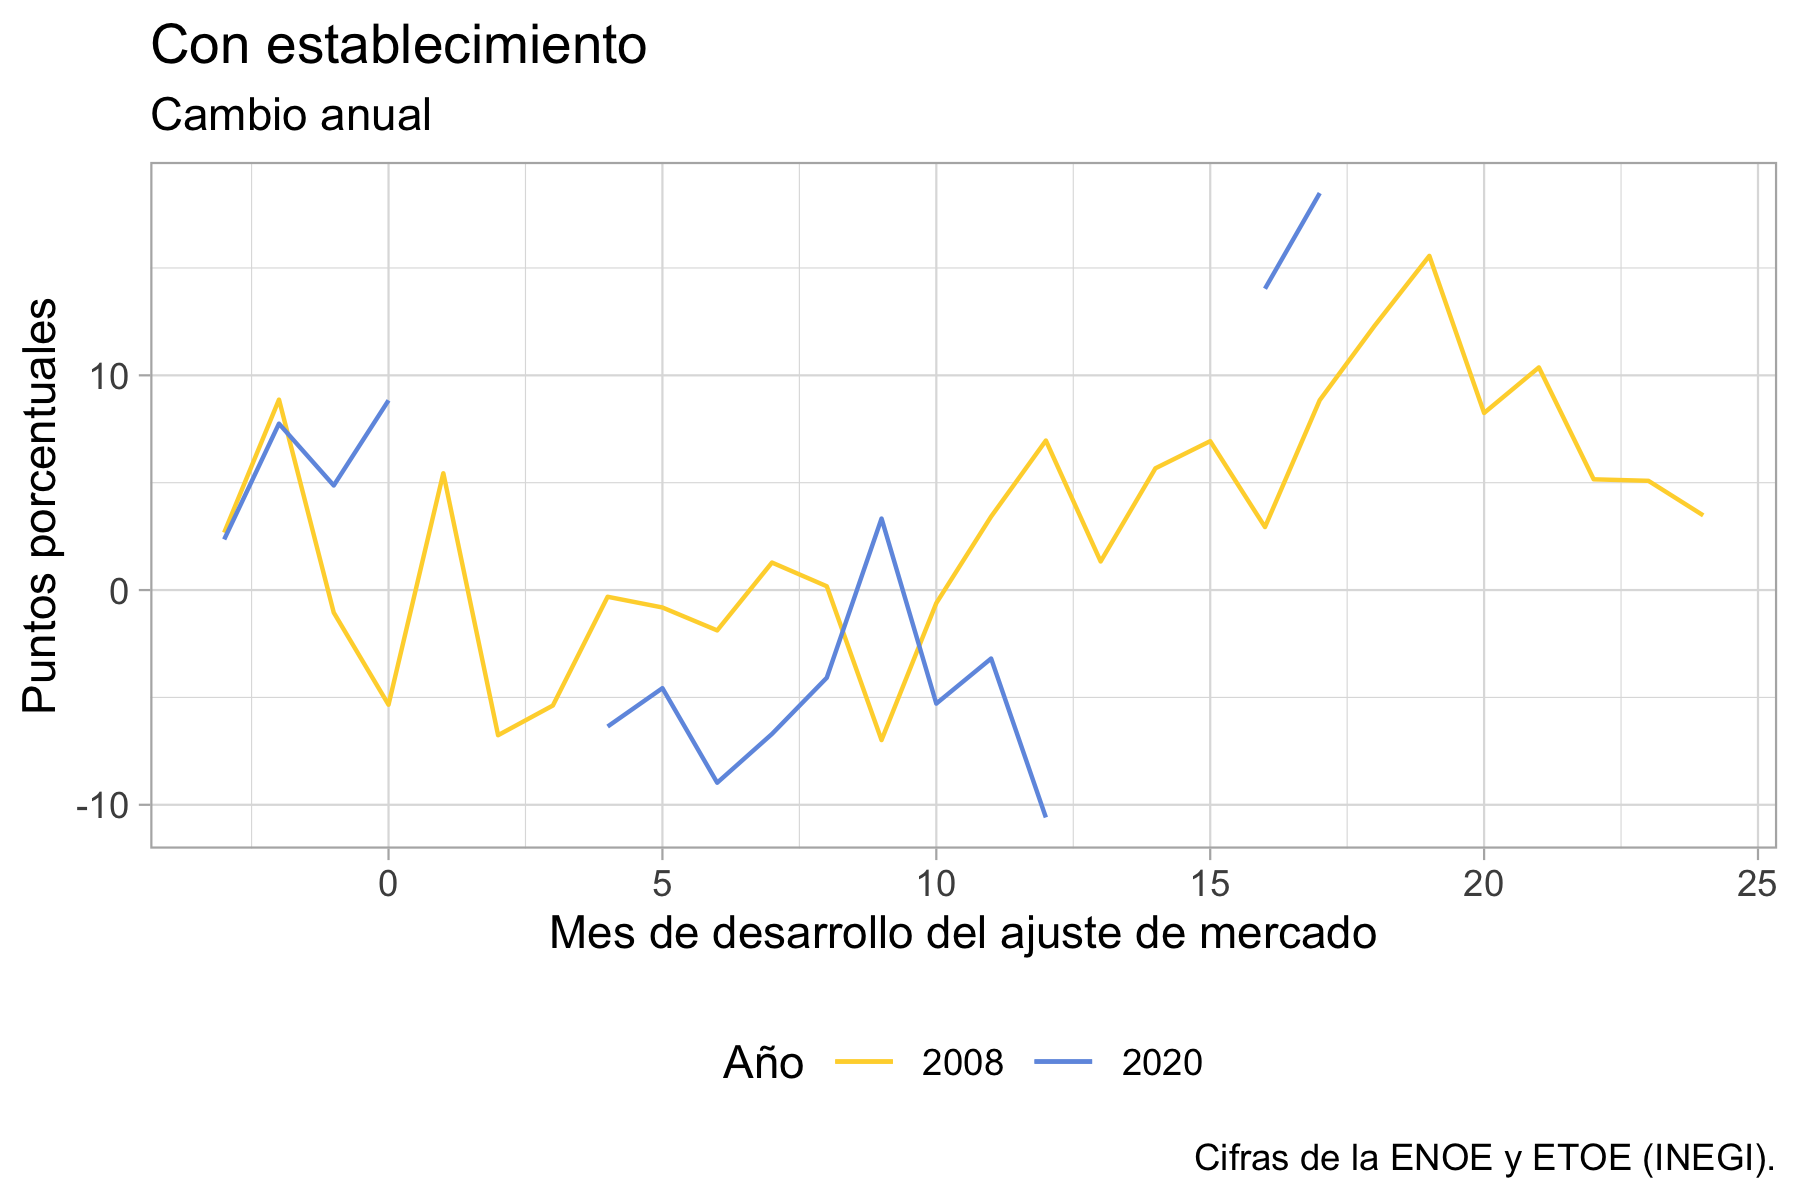 Con establecimiento
Cambio anual
Puntos porcentuales
10
0
-10
0 5 10 15 20 25
Mes de desarrollo del ajuste de mercado
Año 2008 2020
Cifras de la ENOE y ETOE (INEGI).